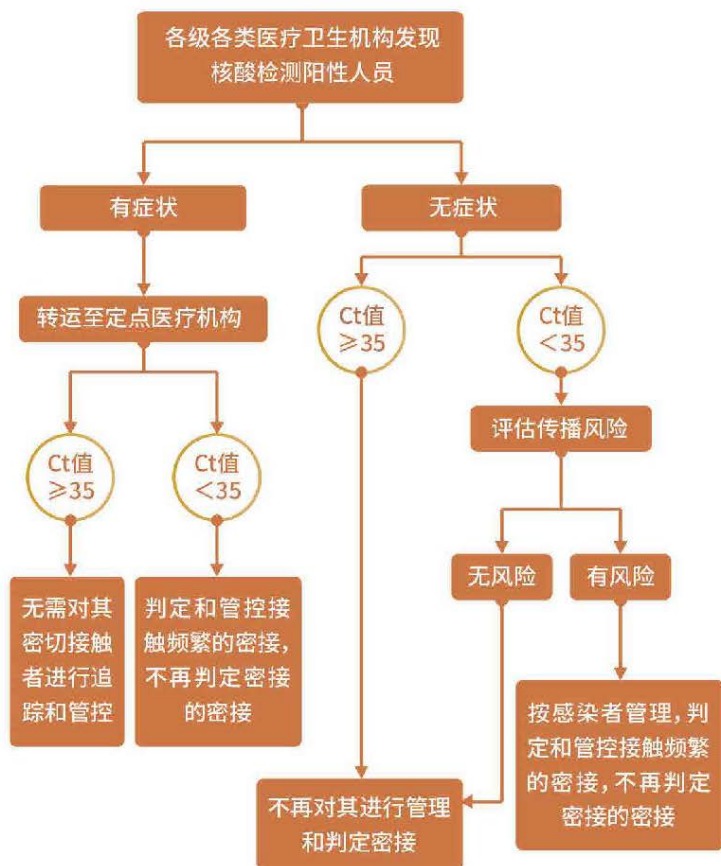 各级各类医疗卫生机构发现
核酸检测阳性人员
有症状
无症状
转运至定点医疗机构
Ct值
≥35
Ct值
＜35
评估传播风险
Ct值
≥35
Ct值
＜35
无风险
有风险
无需对其
密切接触
者进行追
踪和管控
判定和管控接
触频繁的密接，
不再判定密接
的密接
按感染者管理，判
定和管控接触频繁
的密接，不再判定
密接的密接
不再对其进行管理
和判定密接